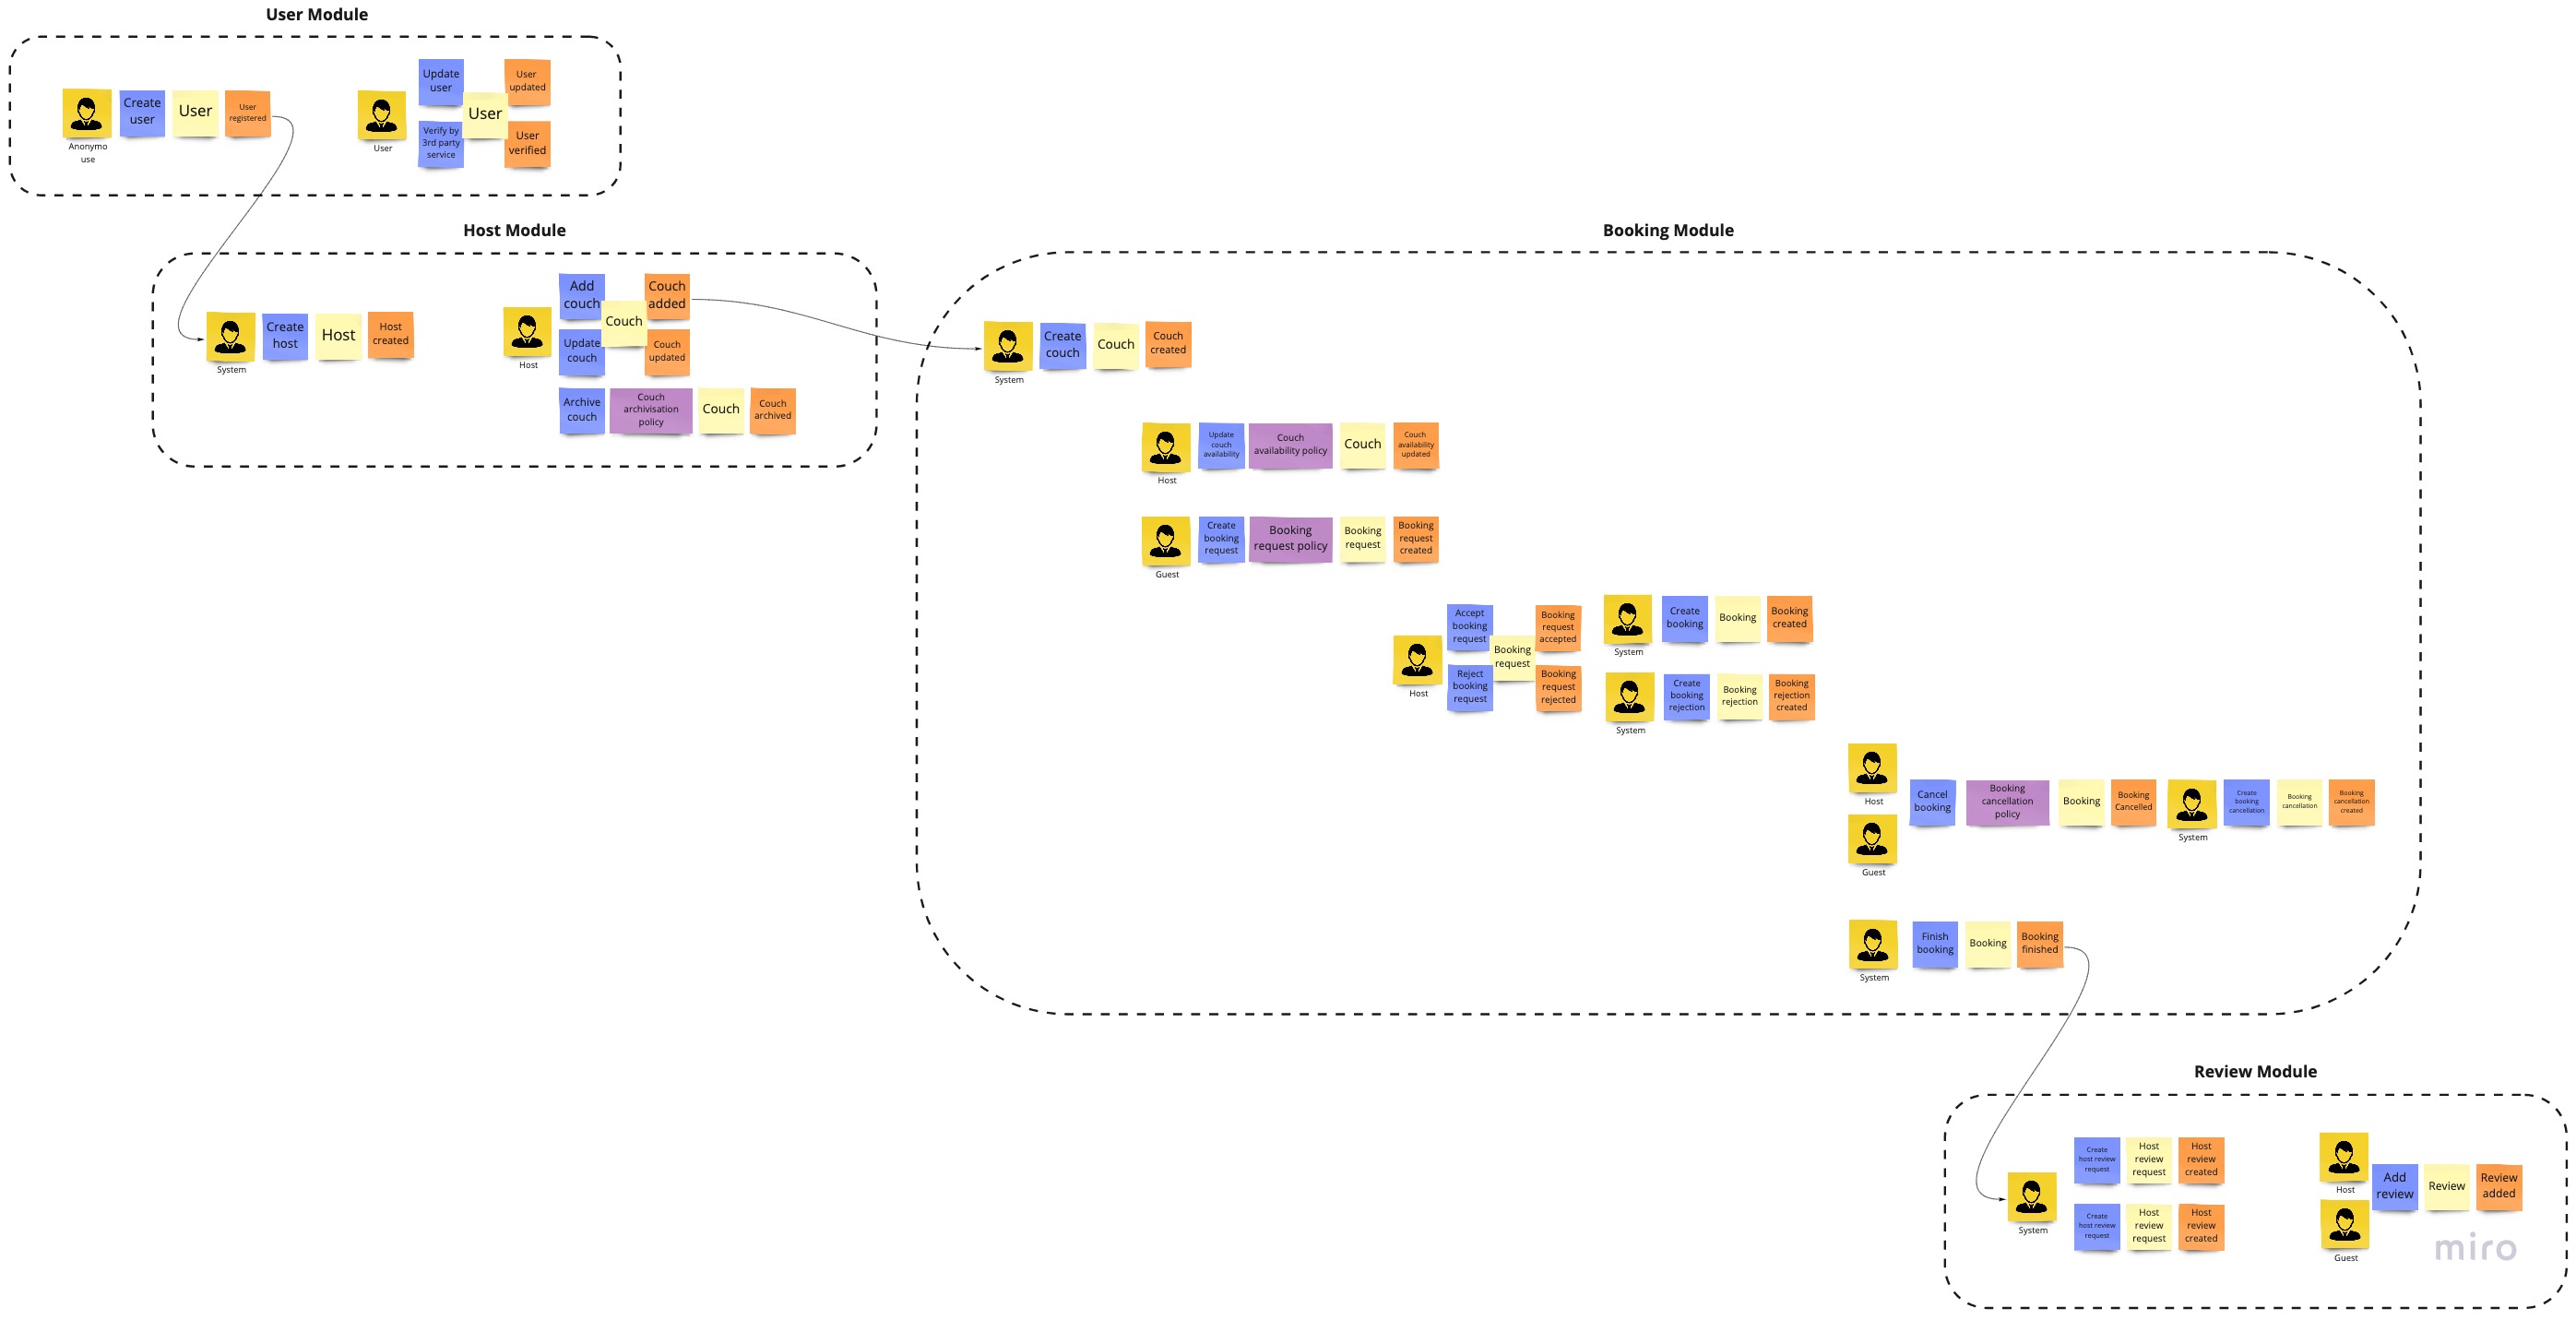 User Module
Anonymo
use
Create
user
User
User
registered
User
Update
user
Verify by
3rd party
service
User
User
updated
User
verified
Host Module
System
Create
host
Host
Host
created
Host
Add
couch
Update
couch
Couch
Couch
added
Couch
updated
Archive
couch
Couch
archivisation
policy
Couch
Couch
archived
Booking Module
System
Create
couch
Couch
Couch
created
Host
Update
couch
availability
Couch
availability policy
Couch
Couch
availability
updated
Guest
Create
booking
request
Booking
request policy
Booking
request
Booking
request
created
Host
Accept
booking
request
Reject
booking
request
Booking
request
Booking
request
accepted
Booking
request
rejected
System
Create
booking
Booking
Booking
created
System
Create
booking
rejection
Booking
rejection
Booking
rejection
created
Host
Guest
Cancel
booking
Booking
cancellation
policy
Booking
Booking
Cancelled
System
Create
booking
cancellation
Booking
cancellation
Booking
cancellation
created
System
Finish
booking
Booking
Booking
finished
Review Module
System
Create
host review
request
Host
review
request
Host
review
created
Create
host review
request
Host
review
request
Host
review
created
Host
Guest
Add
review
Review
Review
added
miro